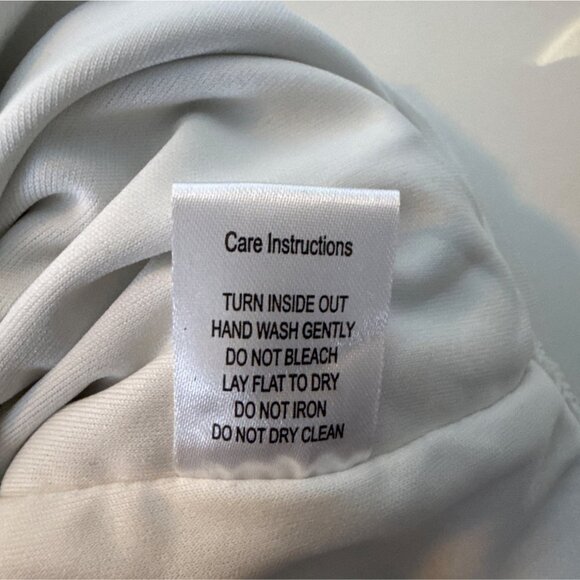 Care Instructions
TURN INSIDE OUT
HAND WASH GENTLY
DO NOT BLEACH
LAY FLAT TO DRY
DO NOT IRON
DO NOT DRY CLEAN